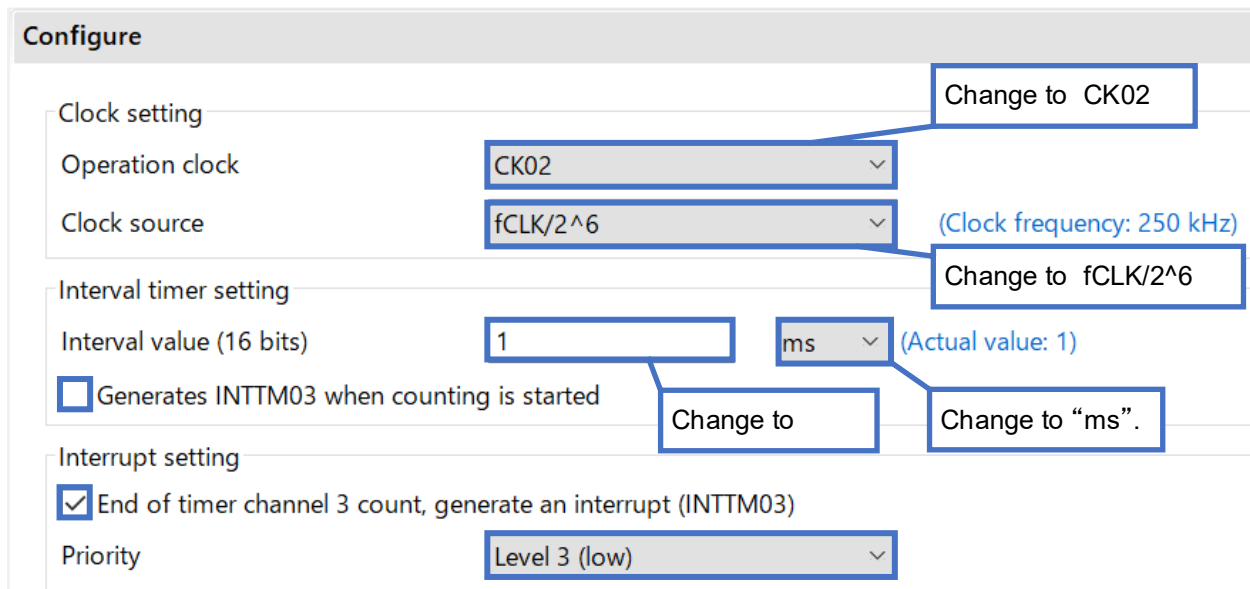 Configure
Change to CK02
Clock setting
Operation clock CK02
Clock source fCLK/2^6 (Clock frequency: 250 kHz)
Change to fCLK/2^6
Interval timer setting
Interval value (16 bits) 1 ms (Actual value: 1)
Generates INTTM03 when counting is started
Change to
Change to “ms”.
Interrupt setting
End of timer channel 3 count, generate an interrupt (INTTM03)
Priority Level 3 (low)